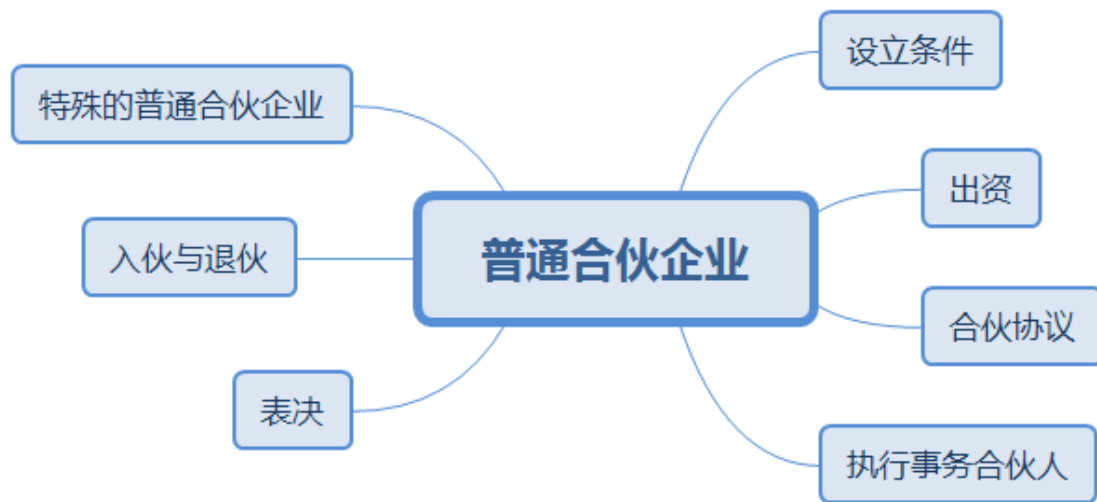 设立条件
特殊的普通合伙企业
出资
普通合伙企业
入伙与退伙
合伙协议
表决
执行事务合伙人